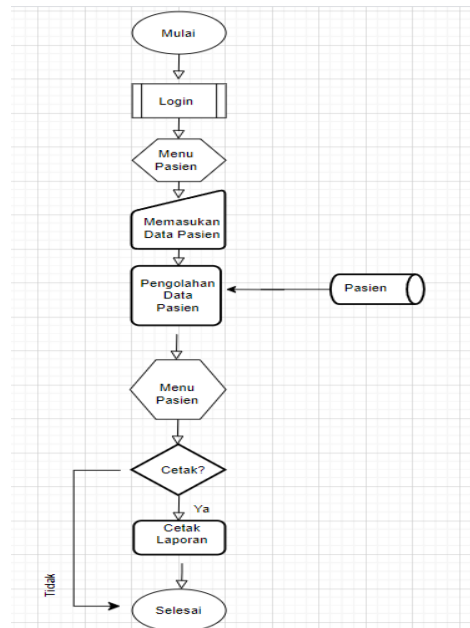 Mulai
Login
Menu
Pasien
Memasukan
Data Pasien
Pengolahan
Data
Pasien
Pasien
Menu
Pasien
Cetak?
Ya
Cetak
Laporan
Tidak
Selesai